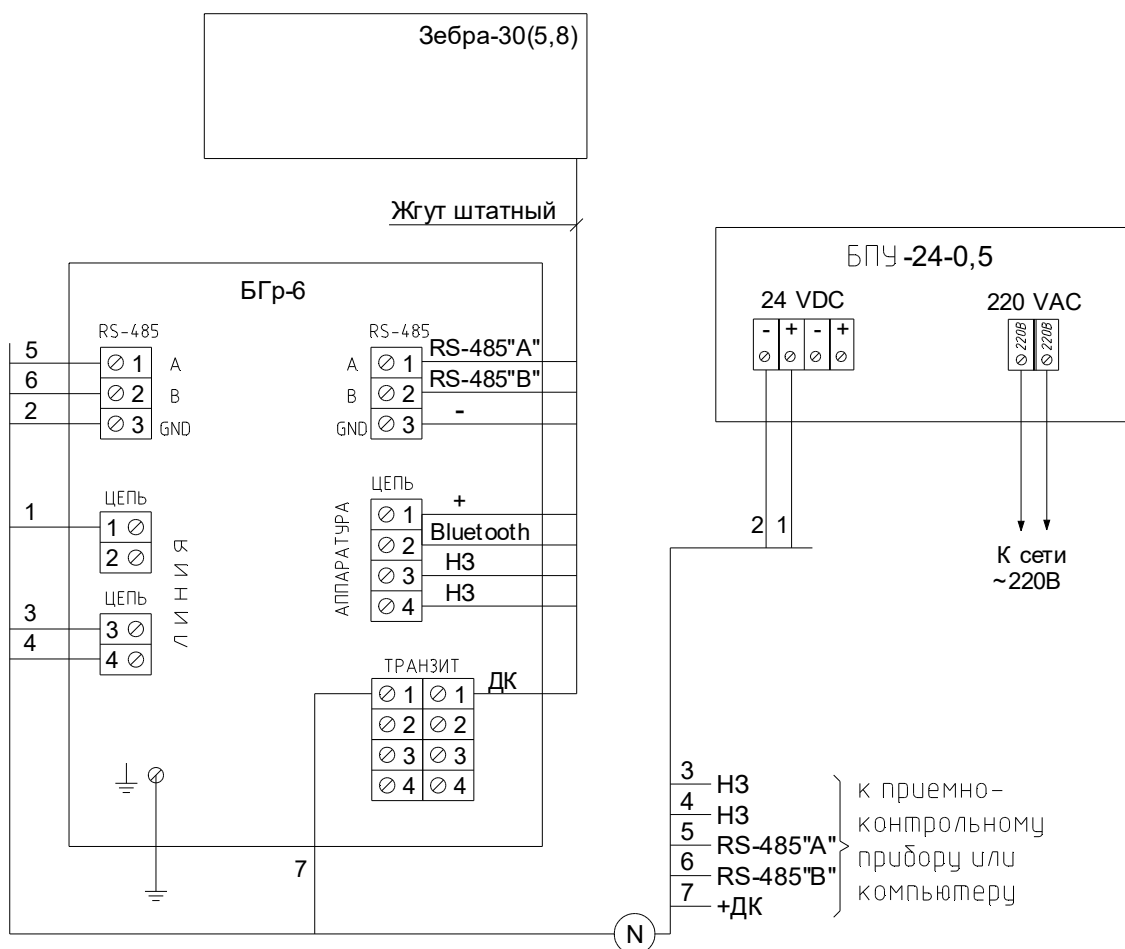 Зебра-30(5,8)
Жгут штатный
БГр-6
RS-485
5
1 A
6
2 B
2
3 GND
ЦЕПЬ
1
1
2
ЦЕПЬ
3
3
4
4
ЛИНИЯ
RS-485
A 1 RS-485"A"
B 2 RS-485"B"
GND 3 -
ЦЕПЬ
АППАРАТУРА
1 +
2 Bluetooth
3 НЗ
4 НЗ
ТРАНЗИТ
1 1 ДК
2 2
3 3
4 4
7
БПУ-24-0,5
24 VDC
- + - +
220 VAC
220В 220В
2 1
К сети
~220В
3 НЗ
4 НЗ
5 RS-485"A"
6 RS-485"B"
7 +ДК
к приемно-
контрольному
прибору или
компьютеру
N